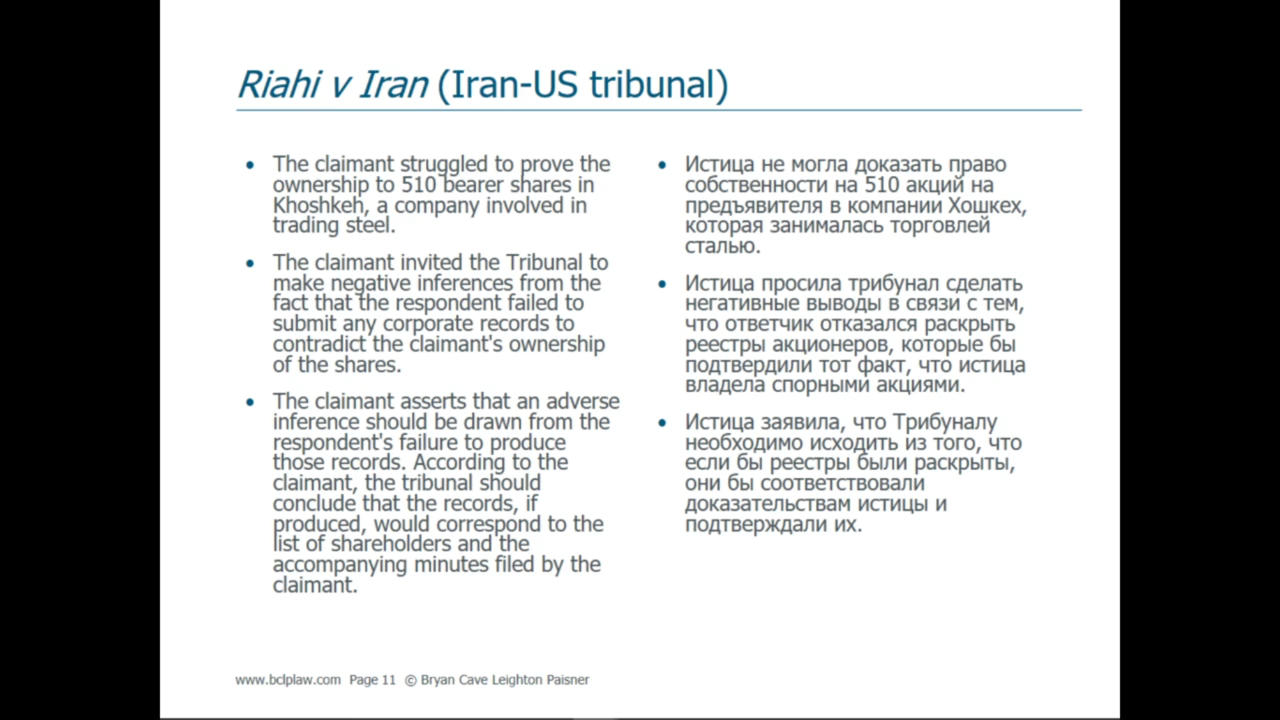 Riahi v Iran (Iran-US tribunal)
• The claimant struggled to prove the
ownership to 510 bearer shares in
Khoshkeh, a company involved in
trading steel.
• The claimant invited the Tribunal to
make negative inferences from the
fact that the respondent failed to
submit any corporate records to
contradict the claimant's ownership
of the shares.
• The claimant asserts that an adverse
inference should be drawn from the
respondent's failure to produce
those records. According to the
claimant, the tribunal should
conclude that the records, if
produced, would correspond to the
list of shareholders and the
accompanying minutes filed by the
claimant.
• Истица не могла доказать право
собственности на 510 акций на
предъявителя в компании Хошкех,
которая занималась торговлей
сталью.
• Истица просила трибунал сделать
негативные выводы в связи с тем,
что ответчик отказался раскрыть
реестры акционеров, которые бы
подтвердили тот факт, что истица
владела спорными акциями.
• Истица заявила, что Трибуналу
необходимо исходить из того, что
если бы реестры были раскрыты,
они бы соответствовали
доказательствам истицы и
подтверждали их.
www.bclplaw.com Page 11 © Bryan Cave Leighton Paisner